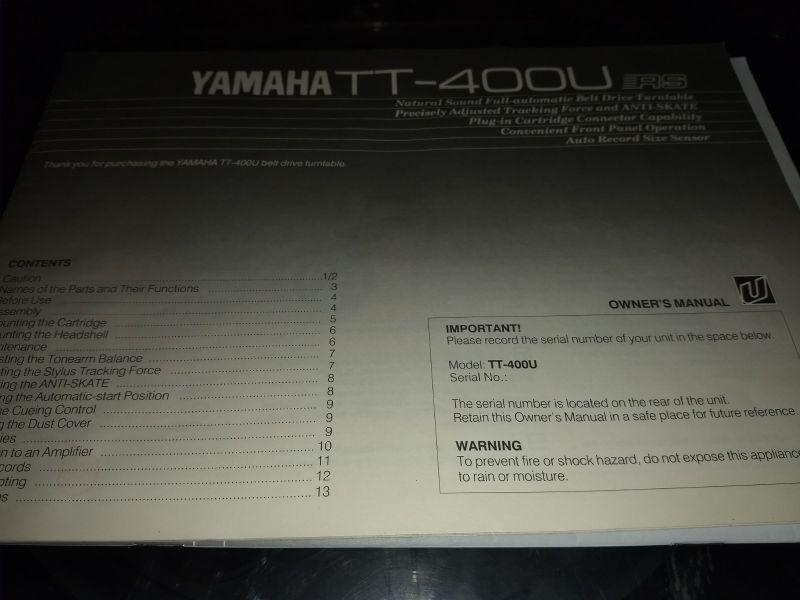 YAMAHA TT-400U RS
Natural Sound Full-automatic Belt Drive Turntable
Precisely Adjusted Tracking Force and ANTI-SKATE
Plug-in Cartridge Connector Capability
Convenient Front Panel Operation
Auto Record Size Sensor
Thank you for purchasing the YAMAHA TT-400U belt drive turntable.
CONTENTS
Caution 1/2
Names of the Parts and Their Functions 3
Before Use 4
ssembly 4
ounting the Cartridge 5
unting the Headshell 6
ntenance 6
sting the Tonearm Balance 7
ting the Stylus Tracking Force 7
ting the ANTI-SKATE 8
ng the Automatic-start Position 8
he Cueing Control 9
g the Dust Cover 9
ies 9
n to an Amplifier 10
cords 11
oting 12
ns 13
OWNER'S MANUAL U
IMPORTANT!
Please record the serial number of your unit in the space below.
Model: TT-400U
Serial No.:
The serial number is located on the rear of the unit.
Retain this Owner's Manual in a safe place for future reference.
WARNING
To prevent fire or shock hazard, do not expose this appliance
to rain or moisture.